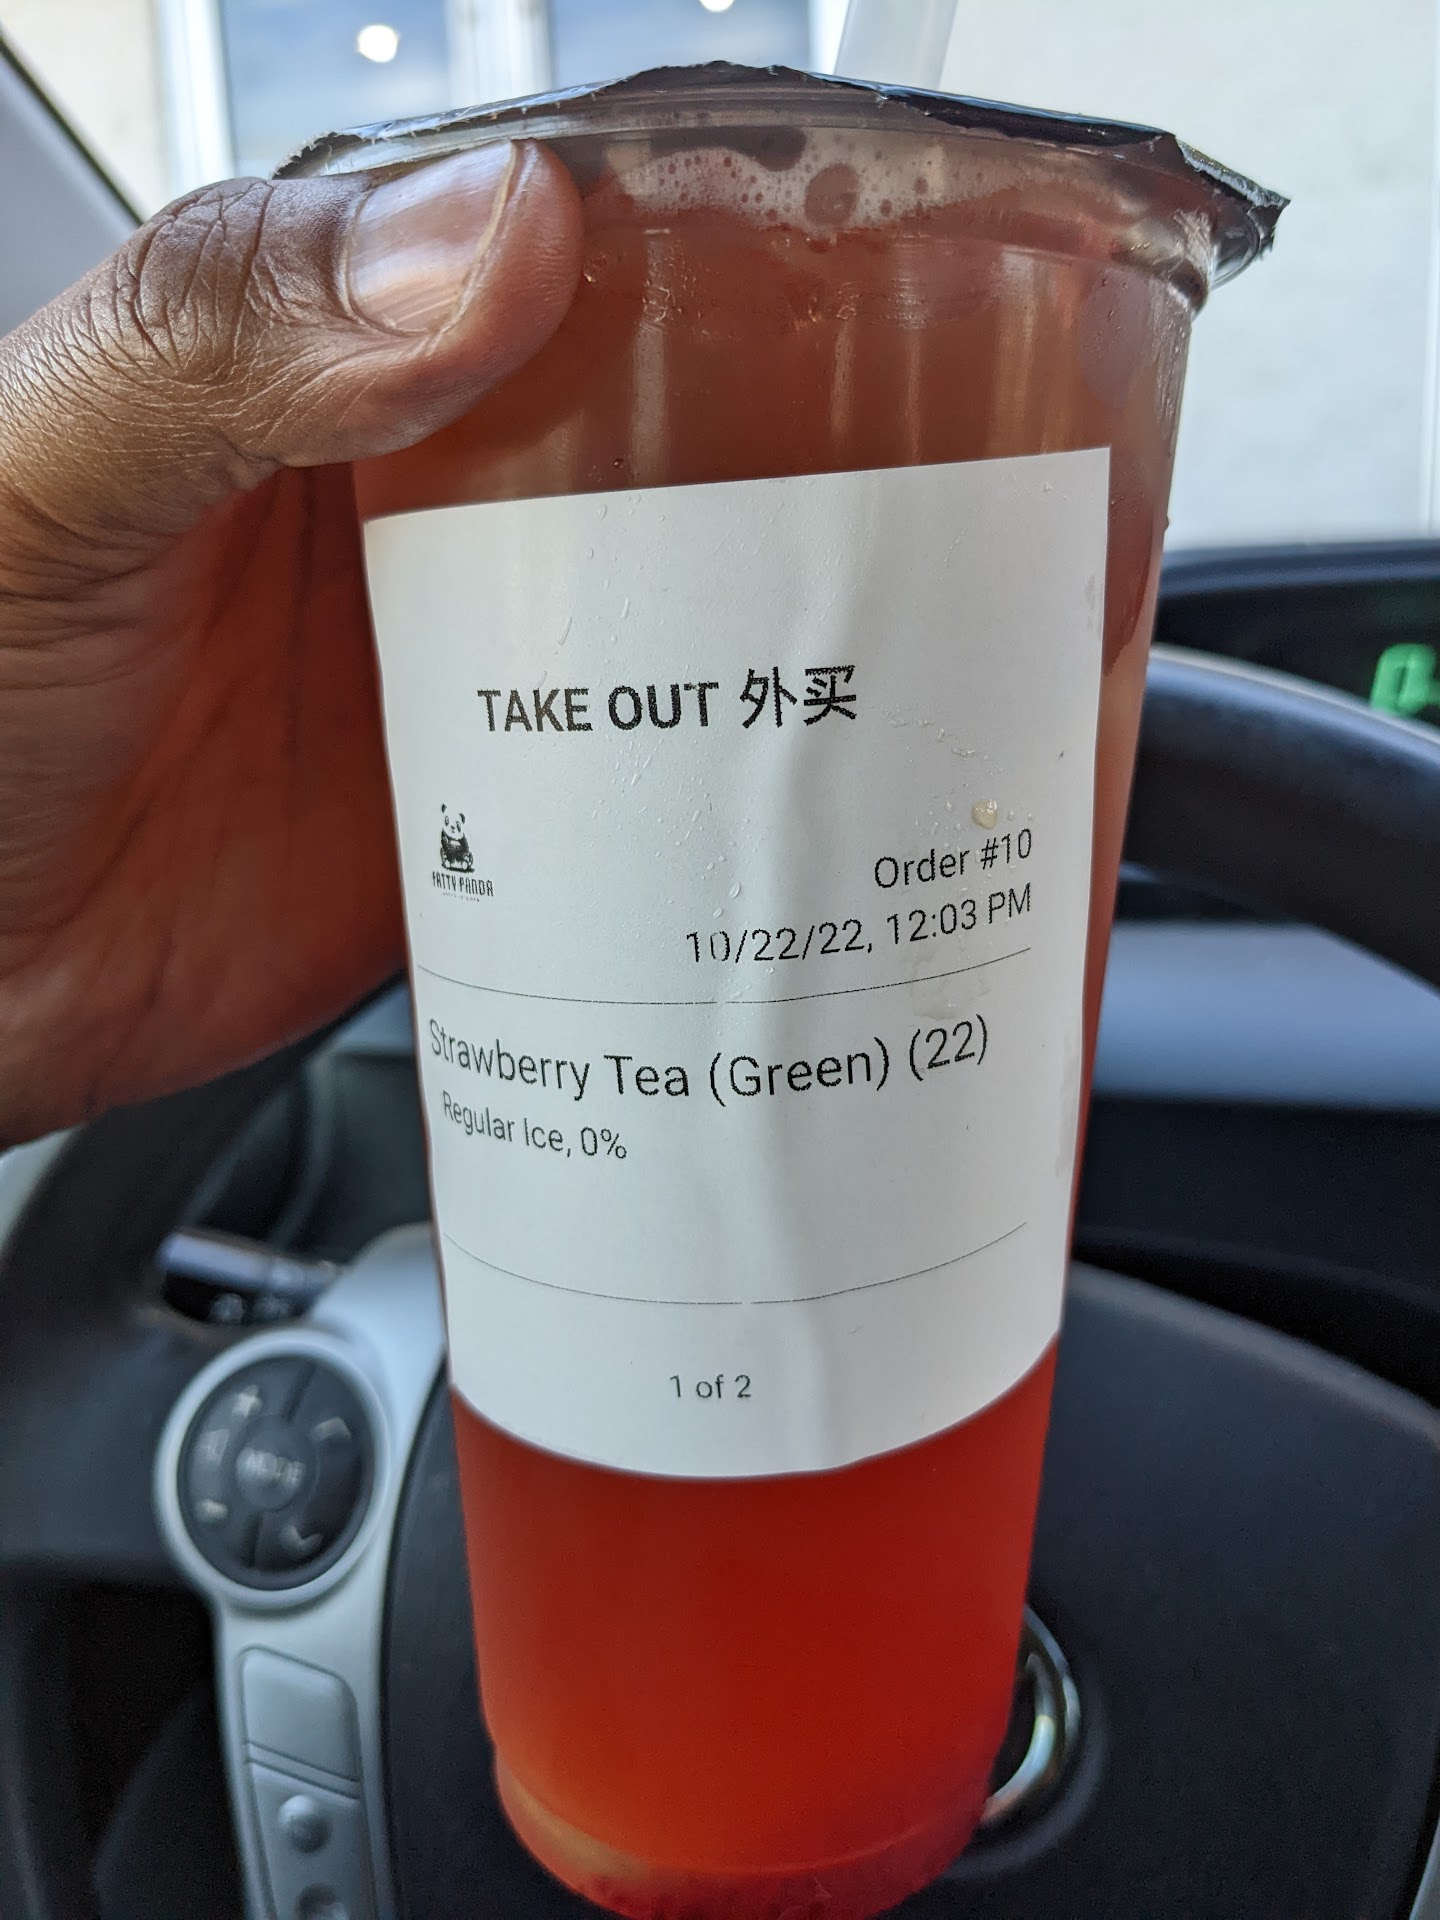 TAKE OUT 外买
FATTY PANDA
Order #10
10/22/22, 12:03 PM
Strawberry Tea (Green) (22)
Regular Ice, 0%
1 of 2
MODE